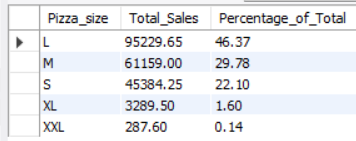 Pizza_size Total_Sales Percentage_of_Total
L 95229.65 46.37
M 61159.00 29.78
S 45384.25 22.10
XL 3289.50 1.60
XXL 287.60 0.14